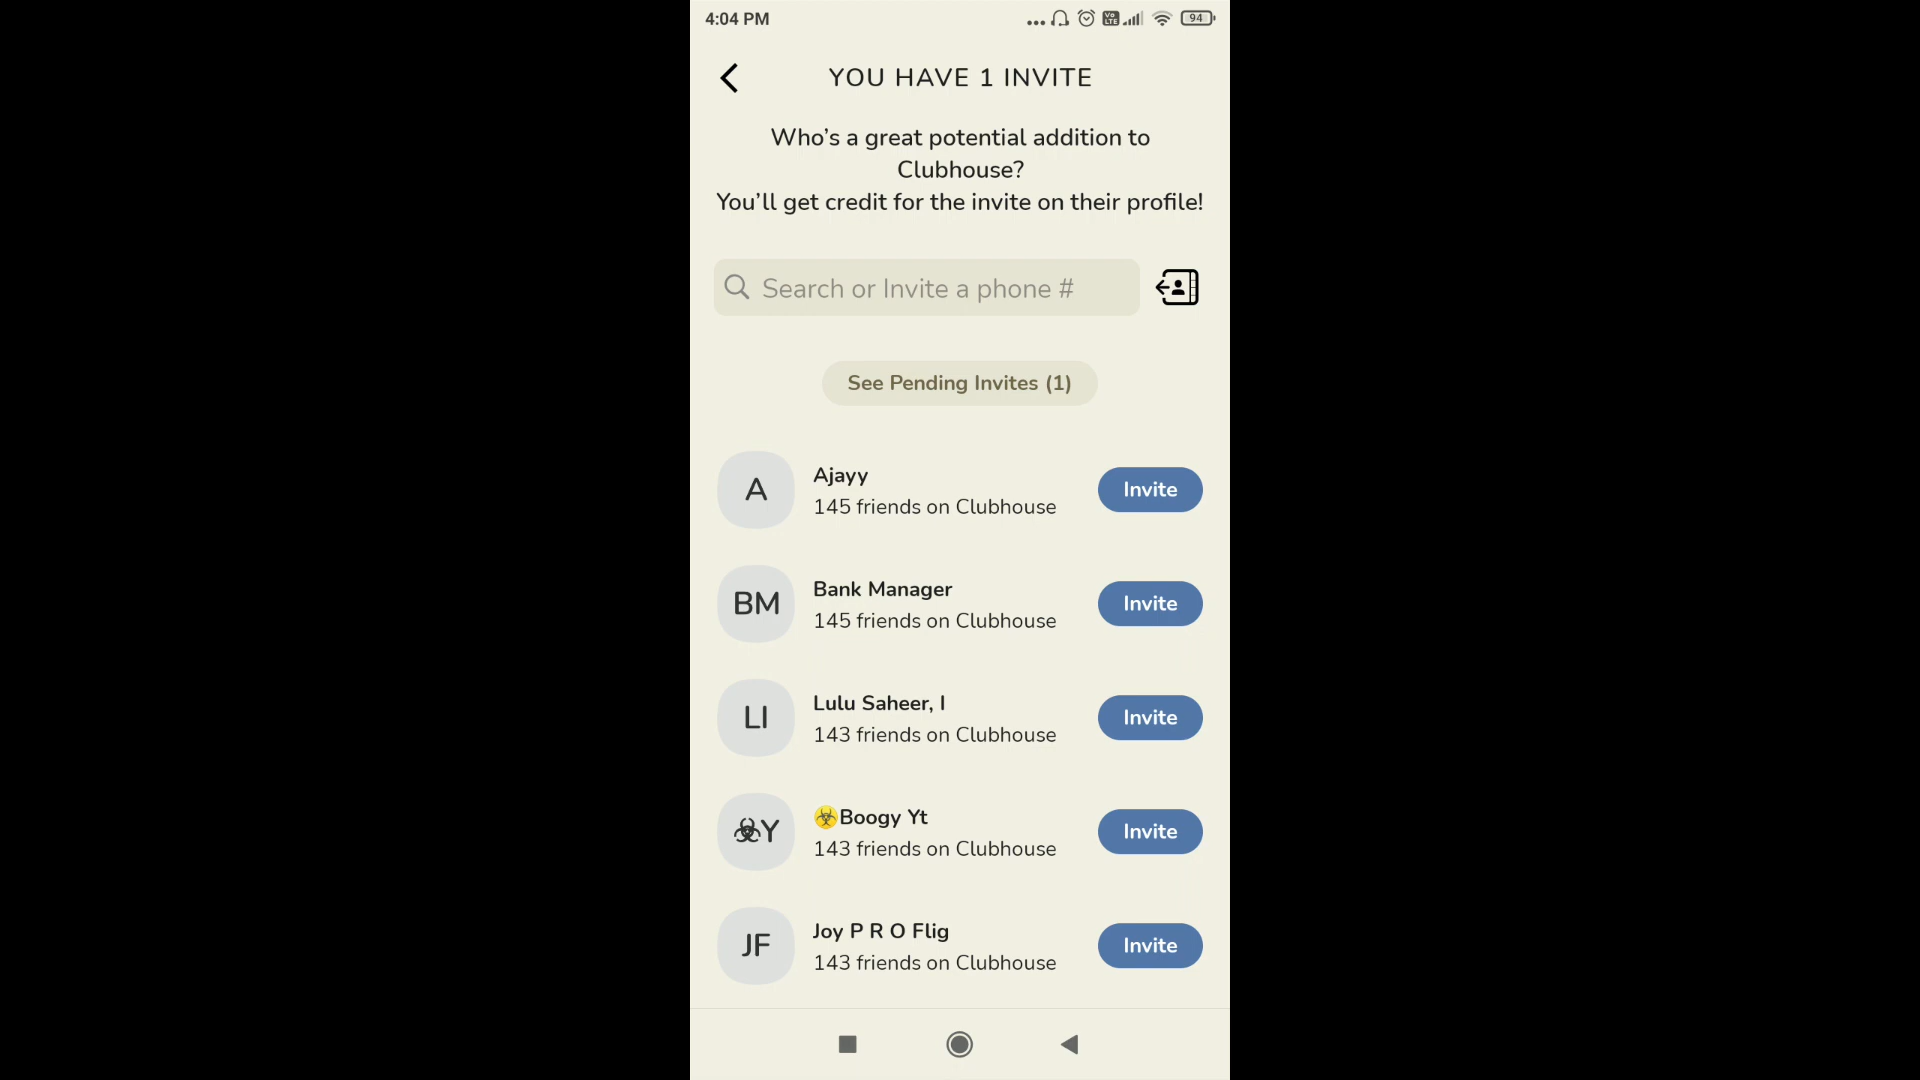 4:04 PM
Vo LTE
94
YOU HAVE 1 INVITE
Who's a great potential addition to
Clubhouse?
You'll get credit for the invite on their profile!
Search or Invite a phone #
See Pending Invites (1)
A
Ajayy
145 friends on Clubhouse
Invite
BM
Bank Manager
145 friends on Clubhouse
Invite
LI
Lulu Saheer, I
143 friends on Clubhouse
Invite
☣Y
☣Boogy Yt
143 friends on Clubhouse
Invite
JF
Joy P R O Flig
143 friends on Clubhouse
Invite